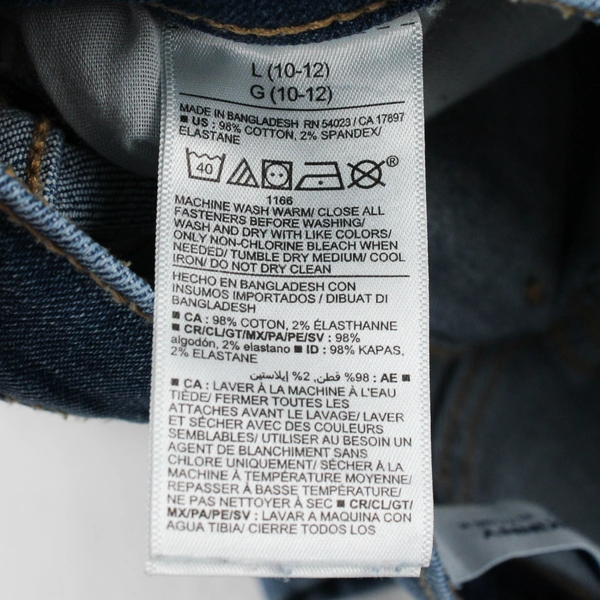 L (10-12)
G (10-12)
MADE IN BANGLADESH RN 54023 / CA 17897
■ US : 98% COTTON, 2% SPANDEX/
ELASTANE
40 ®
1166
MACHINE WASH WARM/ CLOSE ALL
FASTENERS BEFORE WASHING/
WASH AND DRY WITH LIKE COLORS/
ONLY NON-CHLORINE BLEACH WHEN
NEEDED/ TUMBLE DRY MEDIUM/ COOL
IRON/ DO NOT DRY CLEAN
HECHO EN BANGLADESH CON
INSUMOS IMPORTADOS / DIBUAT DI
BANGLADESH
■ CA : 98% COTON, 2% ÉLASTHANNE
■ CR/CL/GT/MX/PA/PE/SV : 98%
algodón, 2% elastano ■ ID : 98% KAPAS,
2% ELASTANE
■ AE : 98% قطن, 2% إيلاستين
■ CA : LAVER À LA MACHINE À L'EAU
TIÈDE/ FERMER TOUTES LES
ATTACHES AVANT LE LAVAGE/ LAVER
ET SÉCHER AVEC DES COULEURS
SEMBLABLES/ UTILISER AU BESOIN UN
AGENT DE BLANCHIMENT SANS
CHLORE UNIQUEMENT/ SÉCHER À LA
MACHINE À TEMPÉRATURE MOYENNE/
REPASSER À BASSE TEMPÉRATURE/
NE PAS NETTOYER À SEC ■ CR/CL/GT/
MX/PA/PE/SV : LAVAR A MAQUINA CON
AGUA TIBIA/ CIERRE TODOS LOS